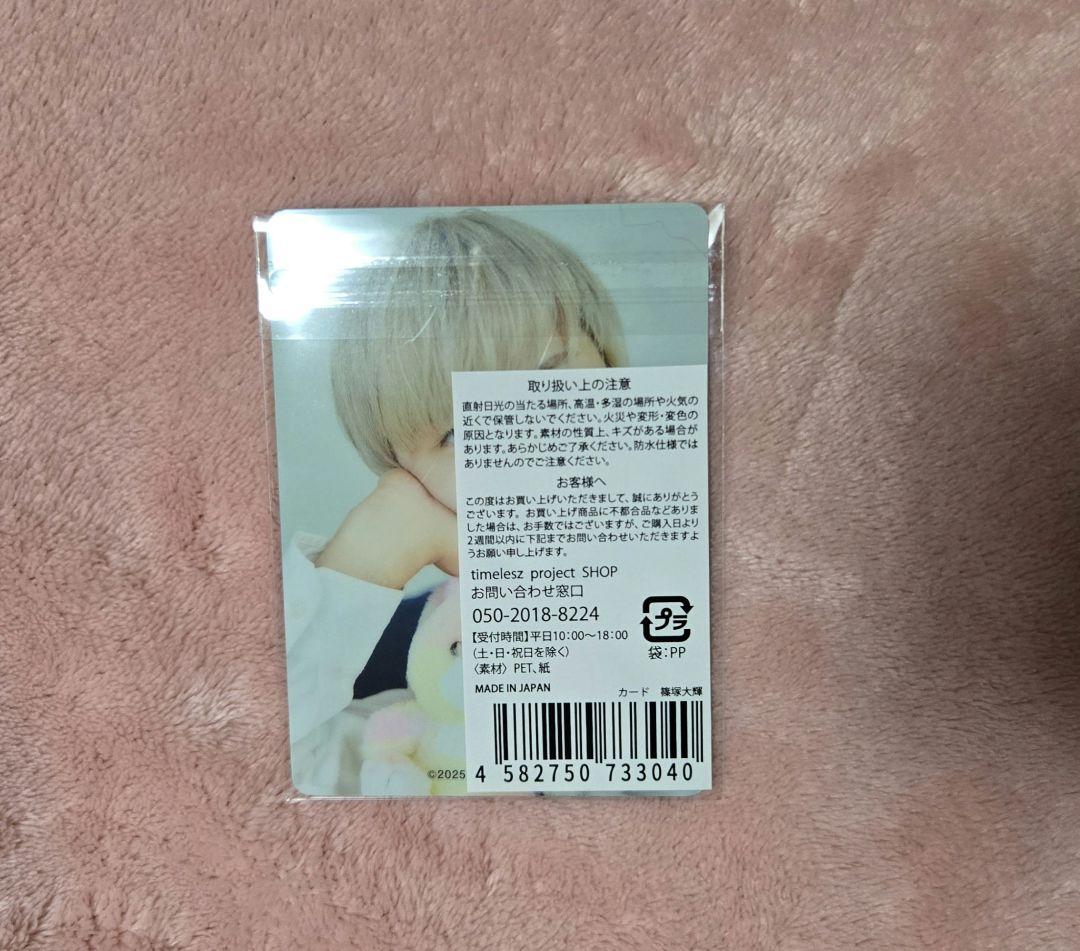 取り扱い上の注意
直射日光の当たる場所、高温・多湿の場所や火気の
近くで保管しないでください。火災や変形・変色の
原因となります。素材の性質上、キズがある場合が
あります。あらかじめご了承ください。防水仕様では
ありませんのでご注意ください。
お客様へ
この度はお買い上げいただきまして、誠にありがとう
ございます。お買い上げ商品に不都合品などありま
した場合は、お手数ではございますが、ご購入日より
2週間以内に下記までお問い合わせいただきますよ
うお願い申し上げます。
timelesz project SHOP
お問い合わせ窓口
050-2018-8224
【受付時間】平日10:00～18:00
(土・日・祝日を除く)
〈素材〉PET、紙
プラ
袋:PP
MADE IN JAPAN
カード 篠塚大輝
4 582750 733040
©2025